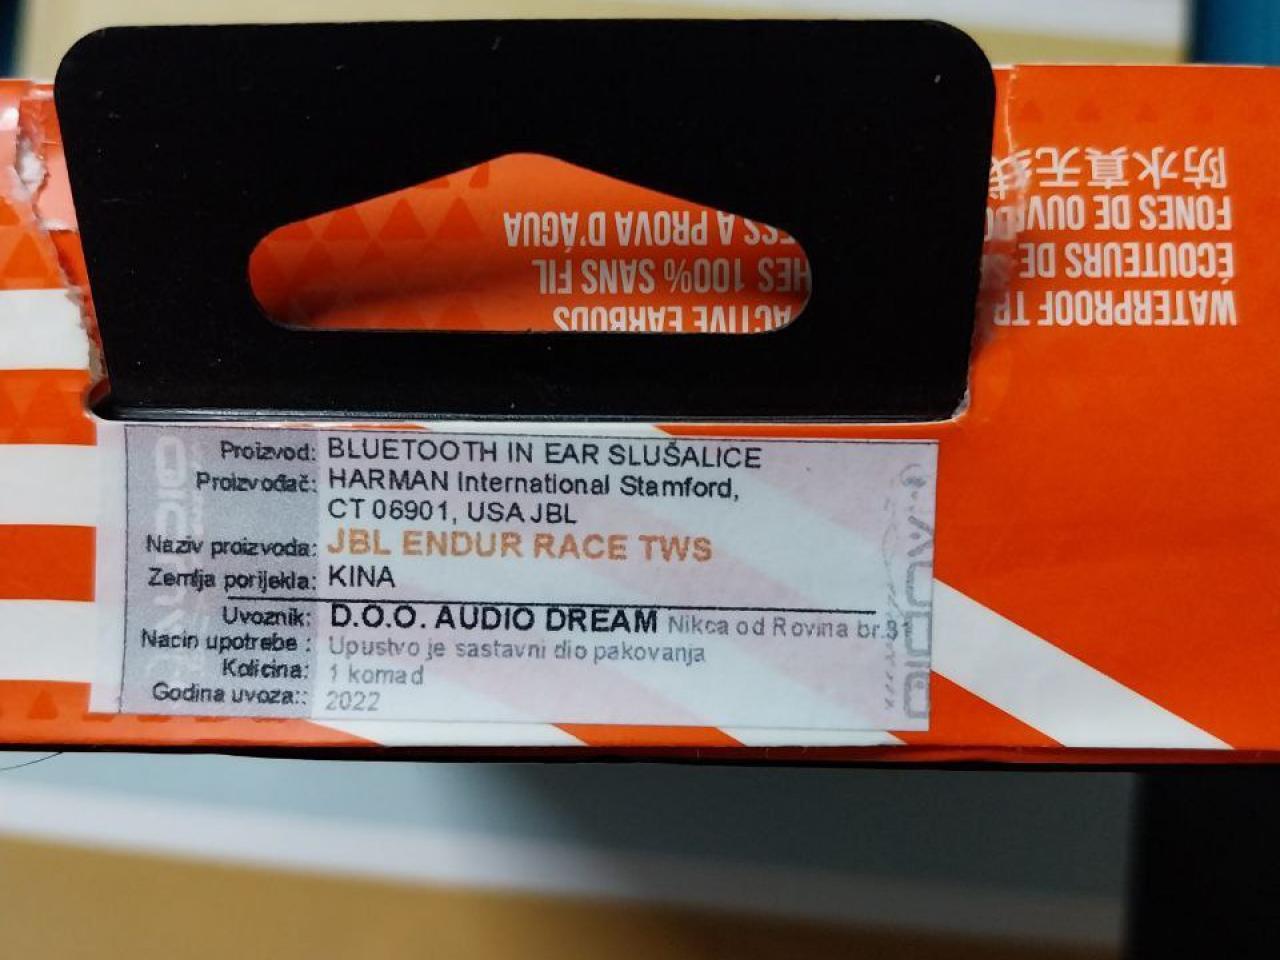 防水真无线
FONES DE OUVIDO ESS A PROVA D'ÁGUA
ÉCOUTEURS DE HES 100% SANS FIL
WATERPROOF TR ACTIVE EARBUDS
Proizvod: BLUETOOTH IN EAR SLUŠALICE
Proizvođač: HARMAN International Stamford,
CT 06901, USA JBL
Naziv proizvoda: JBL ENDUR RACE TWS
Zemlja porijekla: KINA
Uvoznik: D.O.O. AUDIO DREAM Nikca od Rovina br.3
Nacin upotrebe : Upustvo je sastavni dio pakovanja
Kolicina: 1 komad
Godina uvoza:: 2022
AUDIO